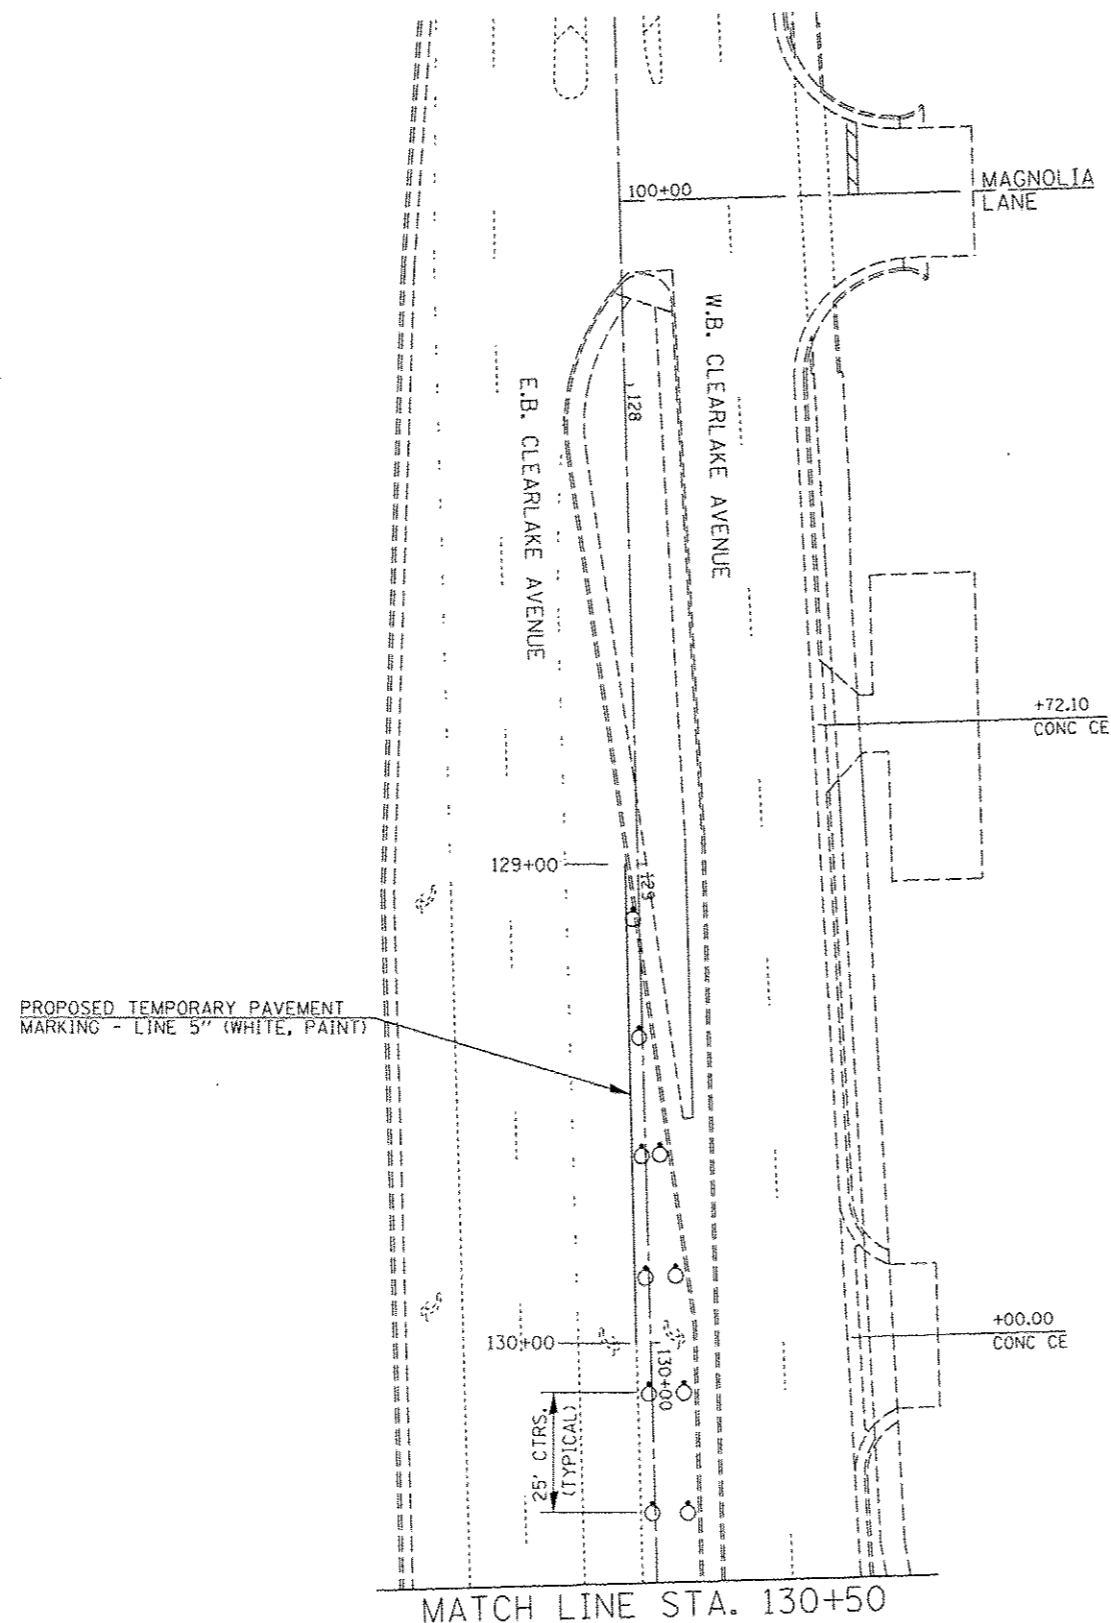 100+00
MAGNOLIA
LANE
W.B. CLEARLAKE AVENUE
E.B. CLEARLAKE AVENUE
128
+72.10
CONC CE
129+00
129
PROPOSED TEMPORARY PAVEMENT
MARKING - LINE 5" (WHITE, PAINT)
130+00
130+00
+00.00
CONC CE
25' CTRS.
(TYPICAL)
MATCH LINE STA. 130+50